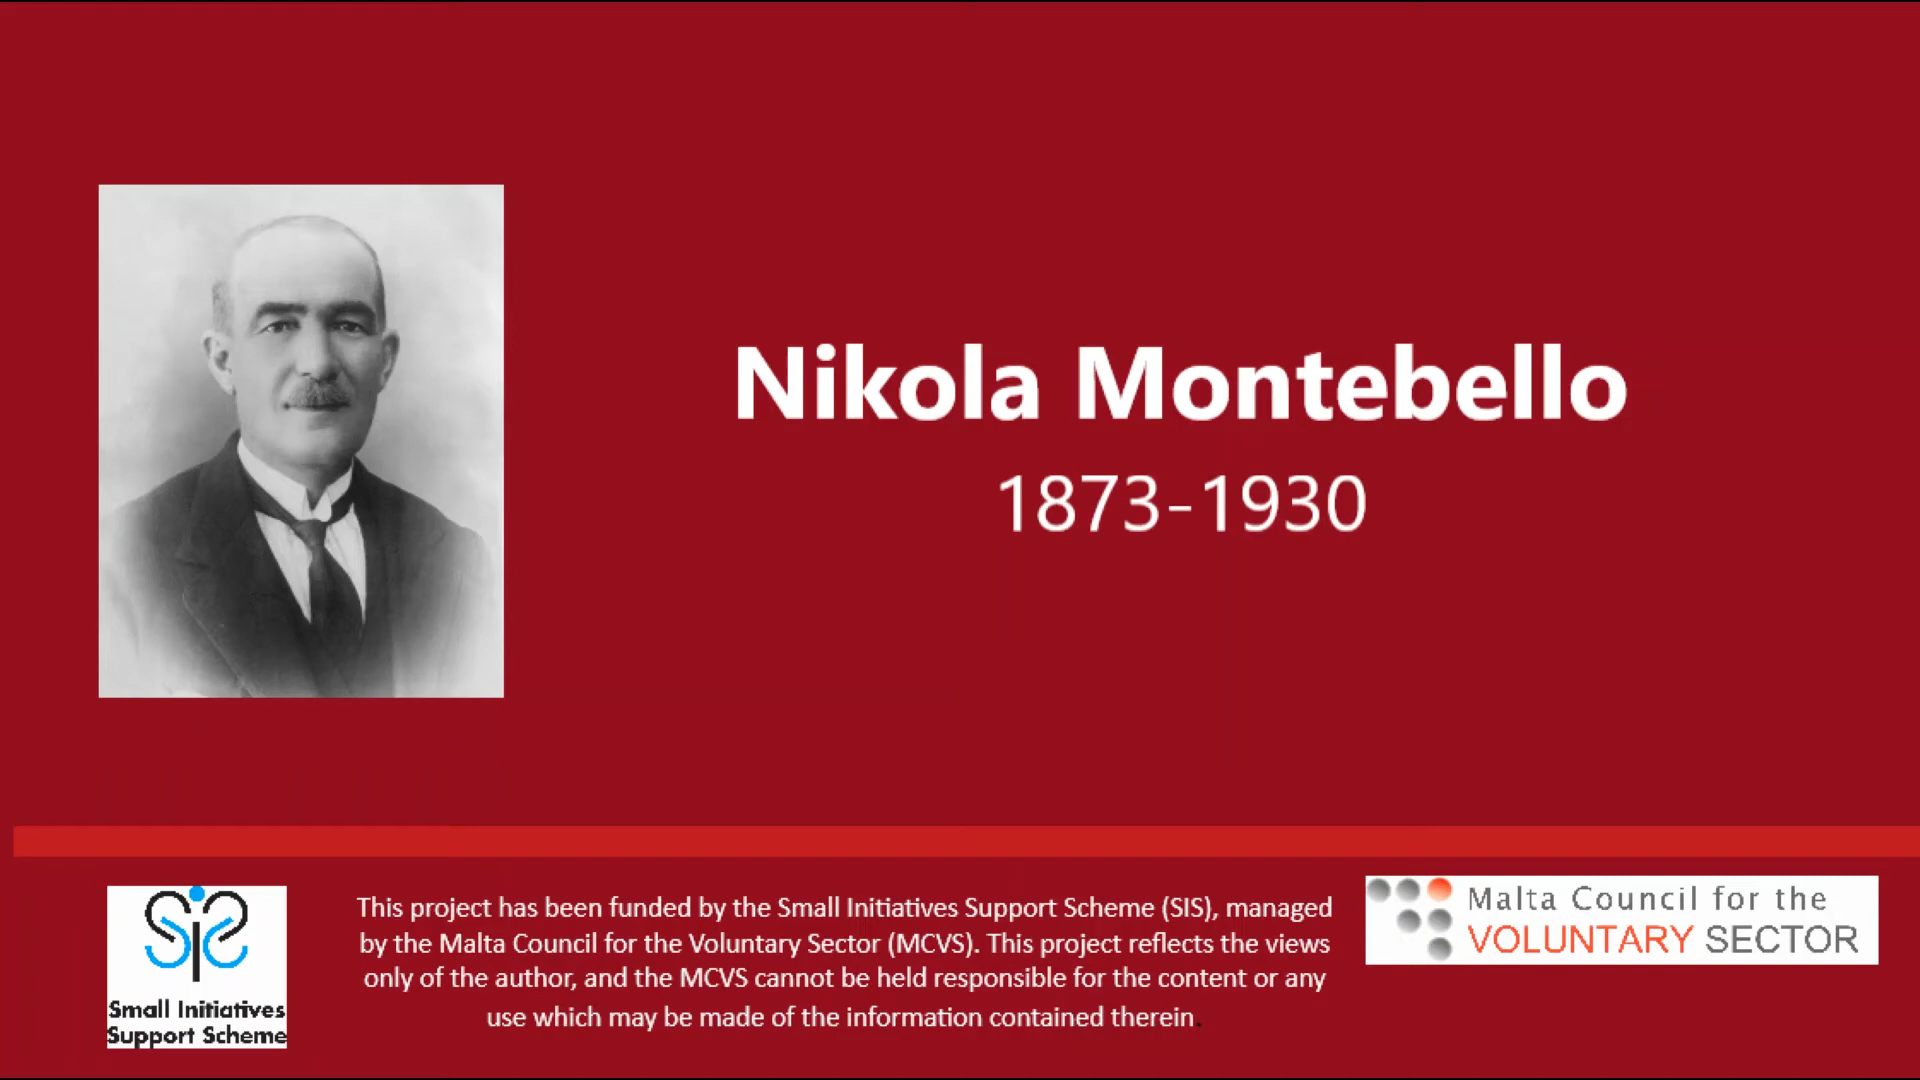 Nikola Montebello
1873-1930
Small Initiatives
Support Scheme
This project has been funded by the Small Initiatives Support Scheme (SIS), managed
by the Malta Council for the Voluntary Sector (MCVS). This project reflects the views
only of the author, and the MCVS cannot be held responsible for the content or any
use which may be made of the information contained therein.
Malta Council for the
VOLUNTARY SECTOR